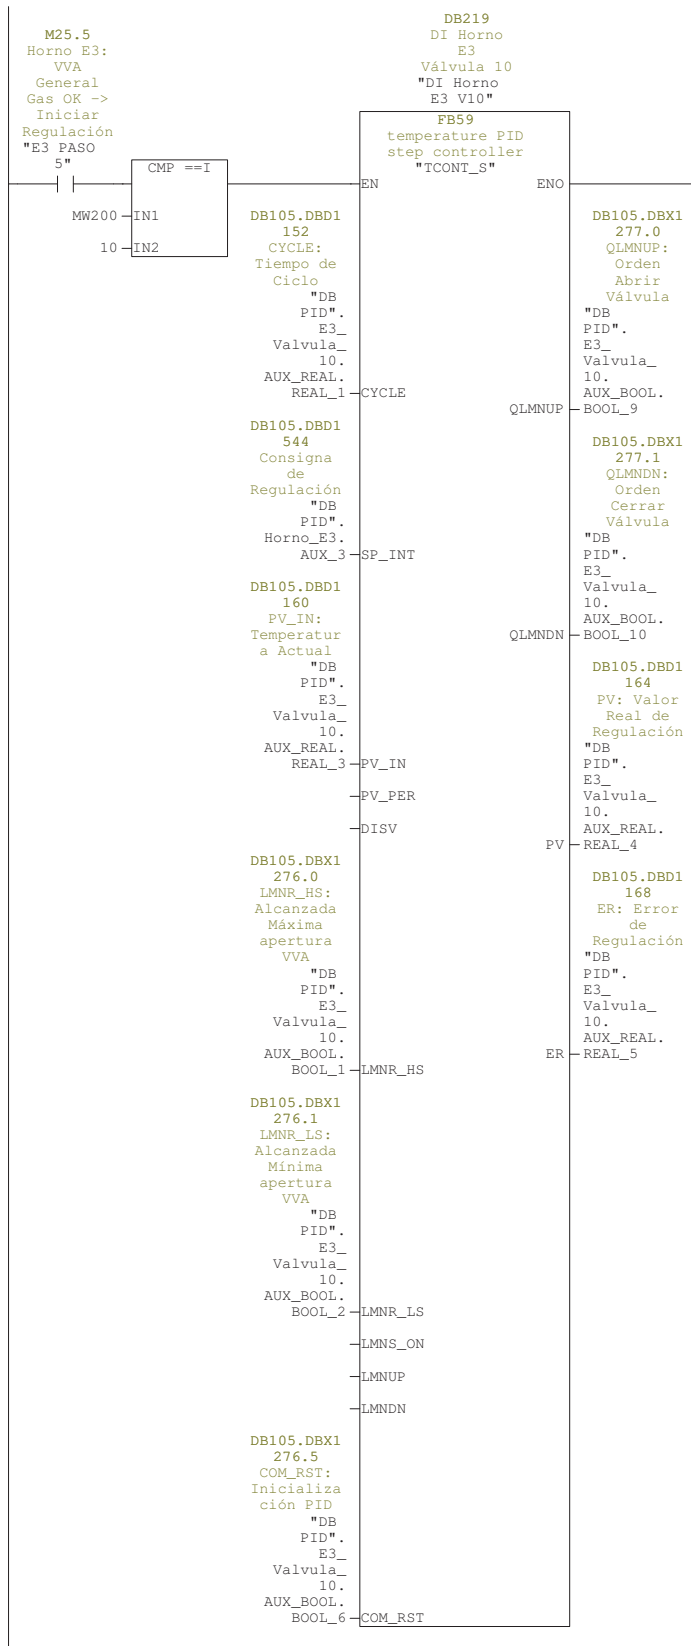 DB219
DI Horno
E3
Válvula 10
"DI Horno
E3 V10"
M25.5
Horno E3:
VVA
General
Gas OK ->
Iniciar
Regulación
"E3 PASO
5"
CMP ==I
MW200
IN1
10
IN2
FB59
temperature PID
step controller
"TCONT_S"
EN
ENO
DB105.DBD1
152
CYCLE:
Tiempo de
Ciclo
"DB
PID".
E3_
Valvula_
10.
AUX_REAL.
REAL_1
CYCLE
DB105.DBD1
544
Consigna
de
Regulación
"DB
PID".
Horno_E3.
AUX_3
SP_INT
DB105.DBD1
160
PV_IN:
Temperatur
a Actual
"DB
PID".
E3_
Valvula_
10.
AUX_REAL.
REAL_3
PV_IN
PV_PER
DISV
DB105.DBX1
276.0
LMNR_HS:
Alcanzada
Máxima
apertura
VVA
"DB
PID".
E3_
Valvula_
10.
AUX_BOOL.
BOOL_1
LMNR_HS
DB105.DBX1
276.1
LMNR_LS:
Alcanzada
Mínima
apertura
VVA
"DB
PID".
E3_
Valvula_
10.
AUX_BOOL.
BOOL_2
LMNR_LS
LMNS_ON
LMNUP
LMNDN
DB105.DBX1
276.5
COM_RST:
Inicializa
ción PID
"DB
PID".
E3_
Valvula_
10.
AUX_BOOL.
BOOL_6
COM_RST
DB105.DBX1
277.0
QLMNUP:
Orden
Abrir
Válvula
"DB
PID".
E3_
Valvula_
10.
AUX_BOOL.
QLMNUP
BOOL_9
DB105.DBX1
277.1
QLMNDN:
Orden
Cerrar
Válvula
"DB
PID".
E3_
Valvula_
10.
AUX_BOOL.
QLMNDN
BOOL_10
DB105.DBD1
164
PV: Valor
Real de
Regulación
"DB
PID".
E3_
Valvula_
10.
AUX_REAL.
PV
REAL_4
DB105.DBD1
168
ER: Error
de
Regulación
"DB
PID".
E3_
Valvula_
10.
AUX_REAL.
ER
REAL_5